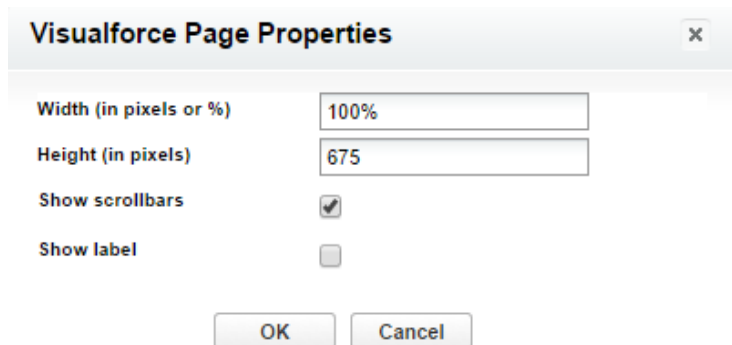 Visualforce Page Properties
Width (in pixels or %) 100%
Height (in pixels) 675
Show scrollbars
Show label
OK Cancel